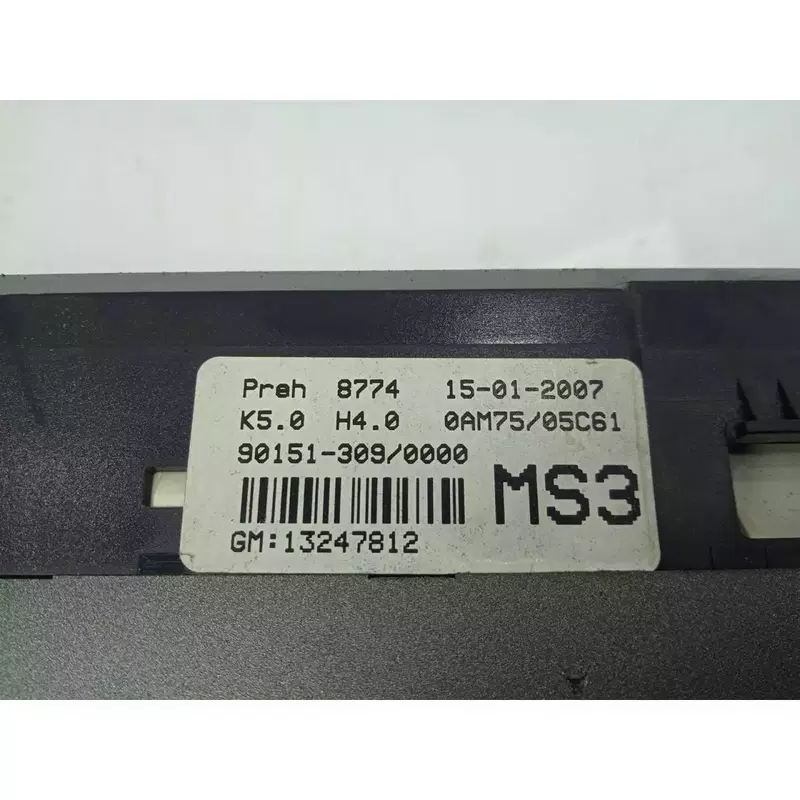 Preh 8774 15-01-2007
K5.0 H4.0 0AM75/05C61
90151-309/0000
MS3
GM:13247812